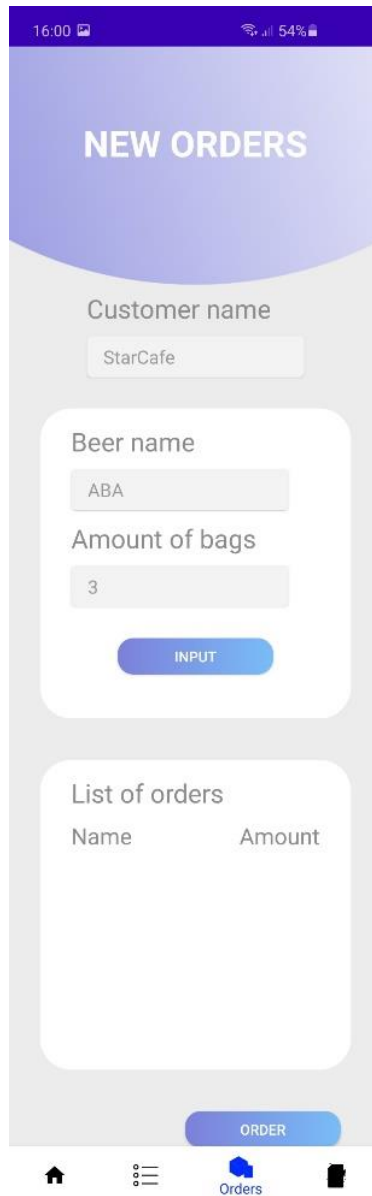 16:00 54%
NEW ORDERS
Customer name
StarCafe
Beer name
ABA
Amount of bags
3
INPUT
List of orders
Name Amount
ORDER
Orders